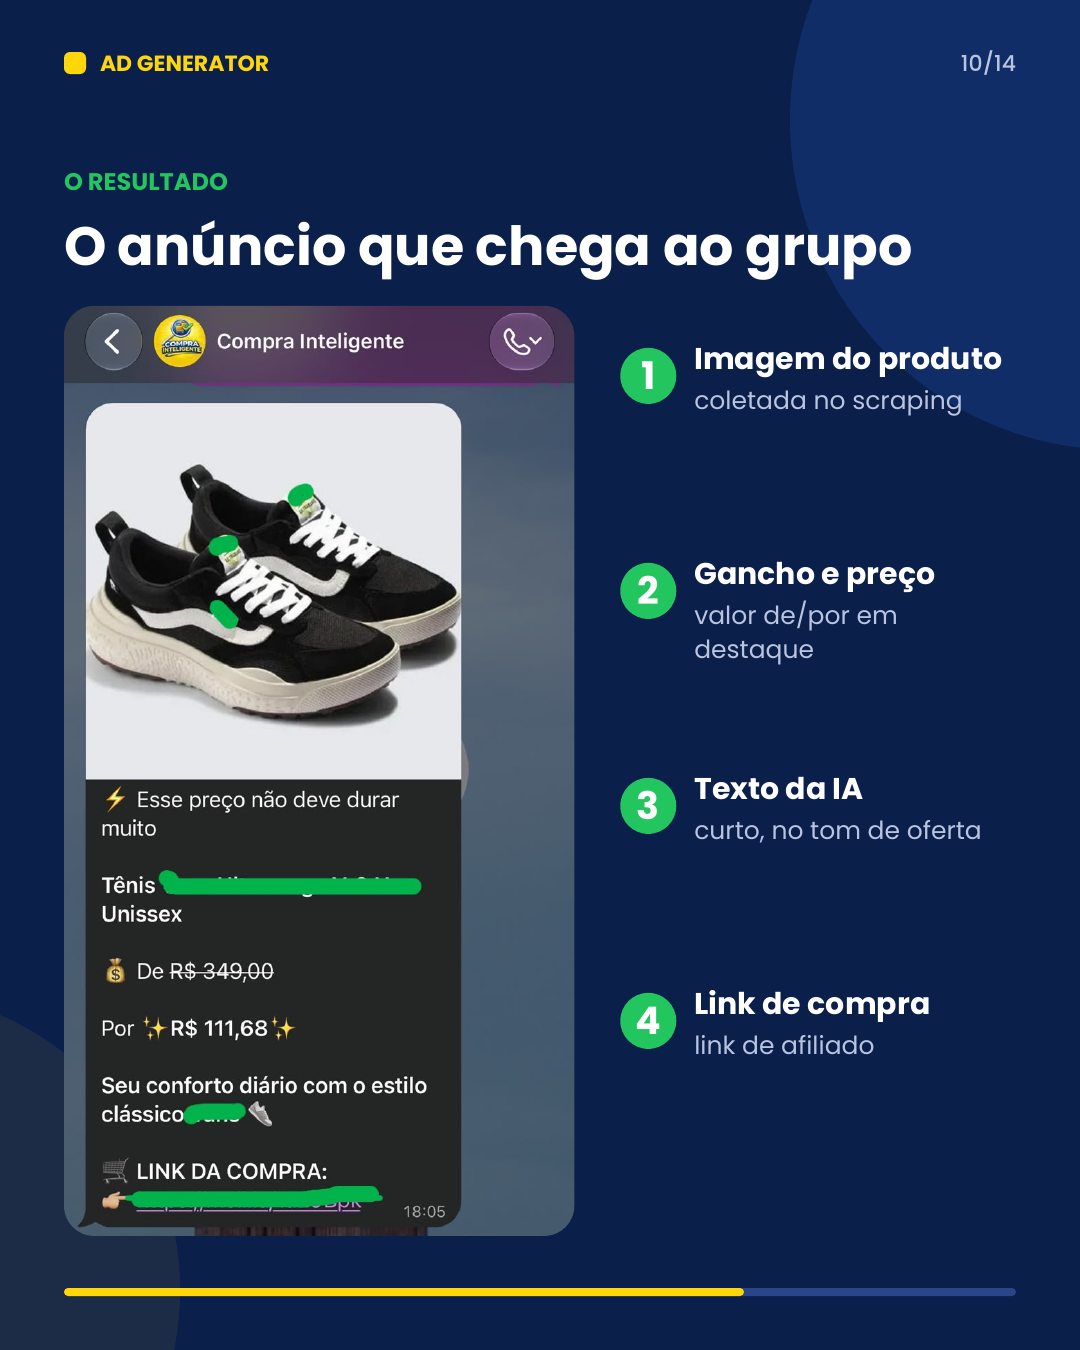 AD GENERATOR
10/14
O RESULTADO
O anúncio que chega ao grupo
Compra Inteligente
COMPRA
INTELIGENTE
⚡ Esse preço não deve durar
muito
Tênis
Unissex
💰 De R$ 349,00
Por ✨R$ 111,68✨
Seu conforto diário com o estilo
clássico 👟
🛒 LINK DA COMPRA:
👉
18:05
1 Imagem do produto
coletada no scraping
2 Gancho e preço
valor de/por em
destaque
3 Texto da IA
curto, no tom de oferta
4 Link de compra
link de afiliado